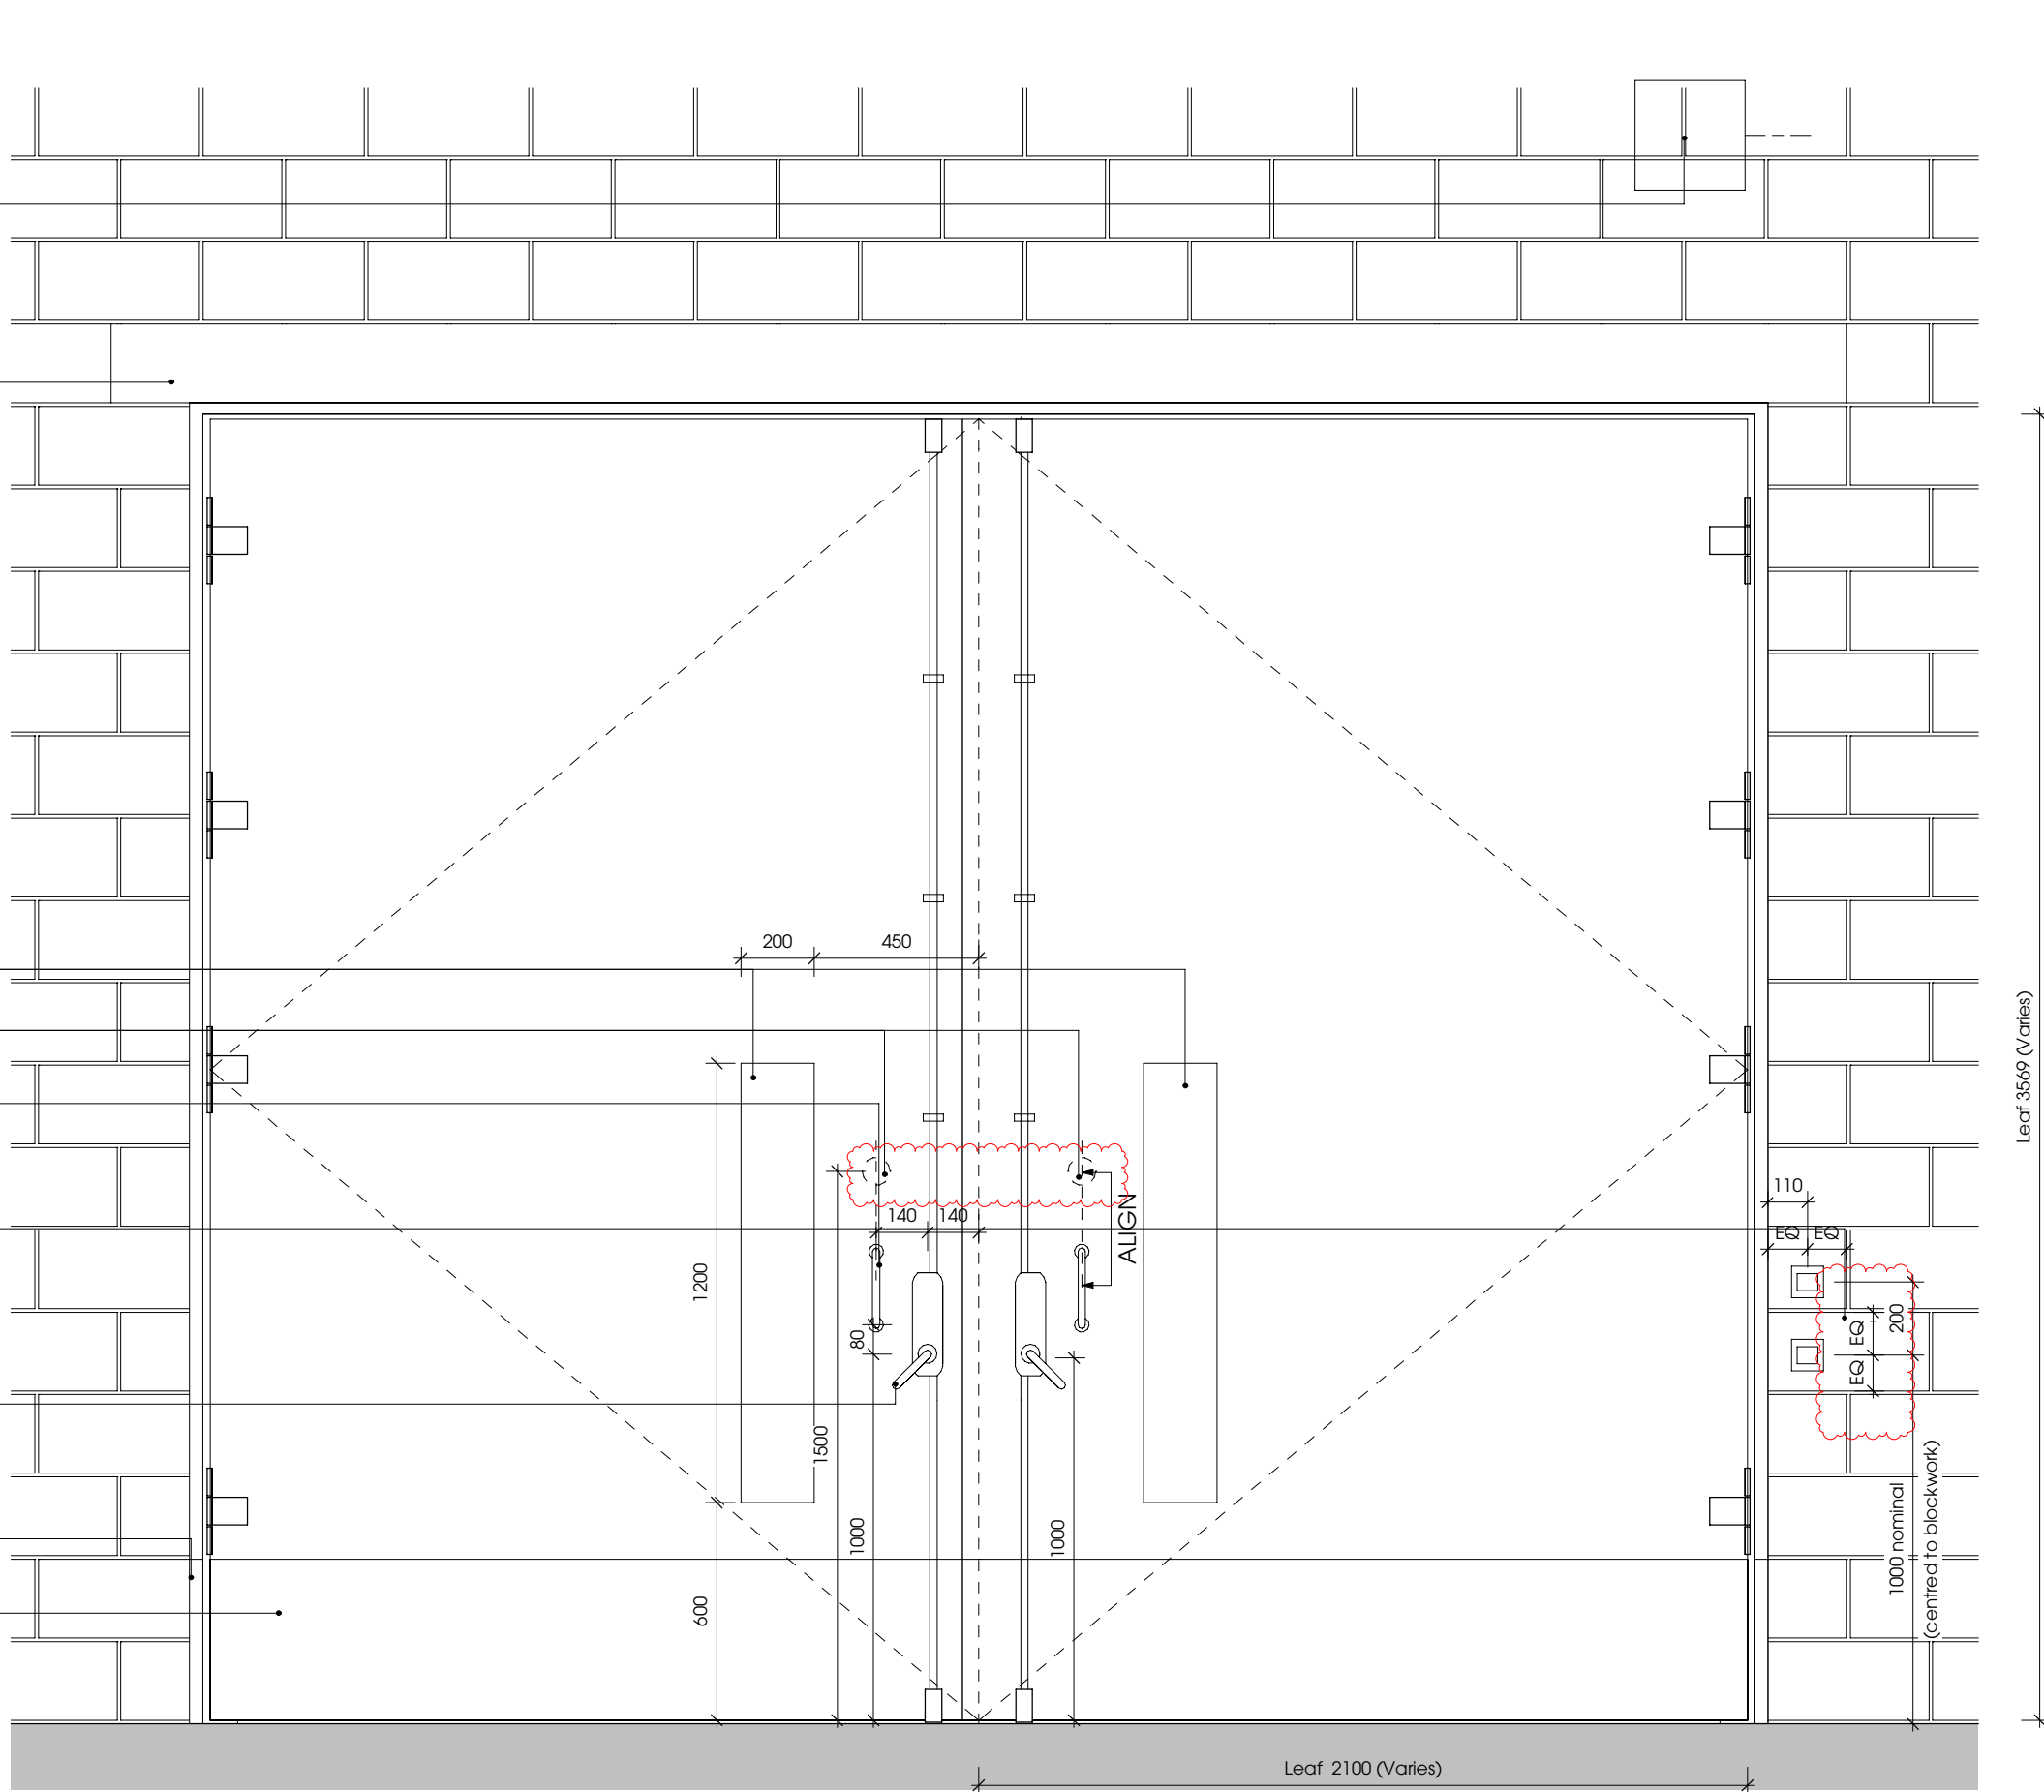 200
450
Leaf 3569 (Varies)
110
140
140
ALIGN
EQ
EQ
1200
200
80
EQ
EQ
1500
1000
1000
1000 nominal
(centred to blockwork)
600
Leaf 2100 (Varies)